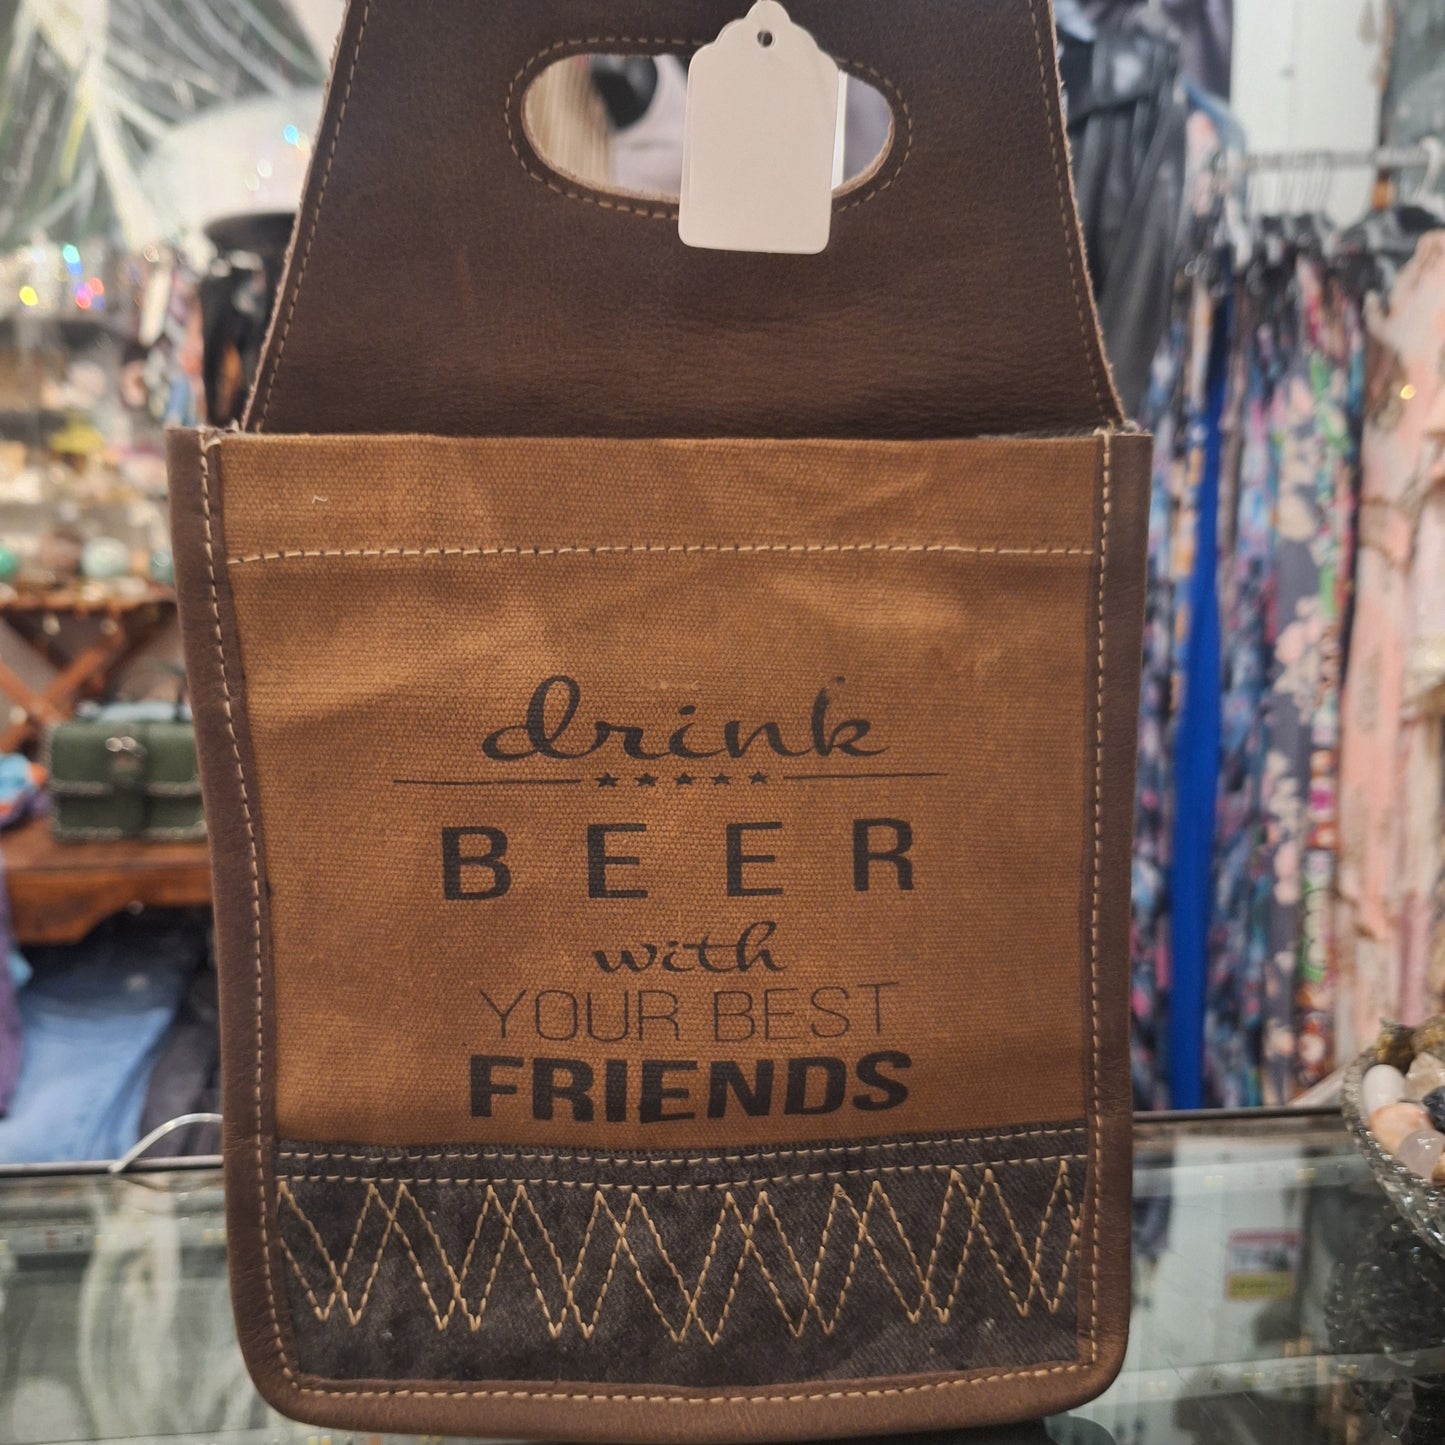 drink
★★★★★
BEER
with
YOUR BEST
FRIENDS